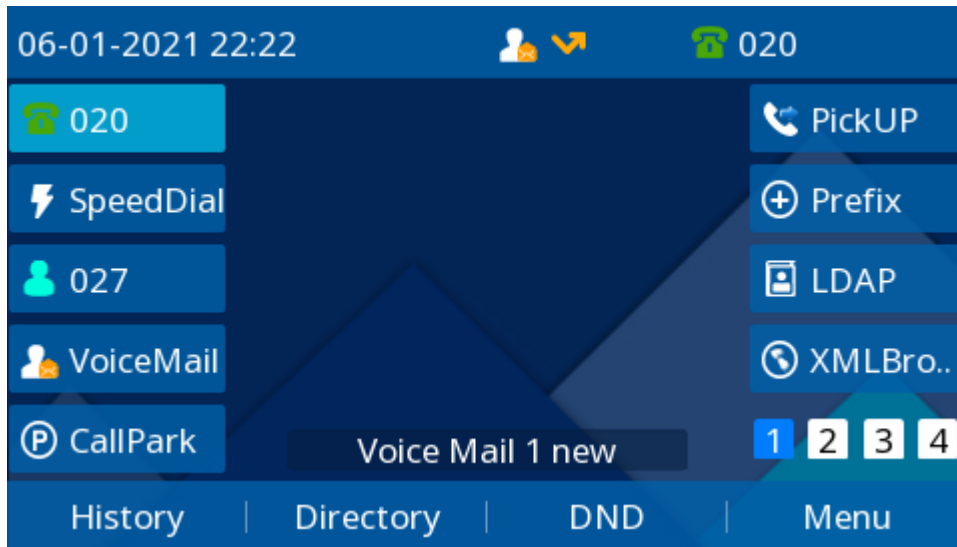 06-01-2021 22:22 020
020 PickUP
SpeedDial Prefix
027 LDAP
VoiceMail XMLBro..
P CallPark 1 2 3 4
Voice Mail 1 new
History Directory DND Menu